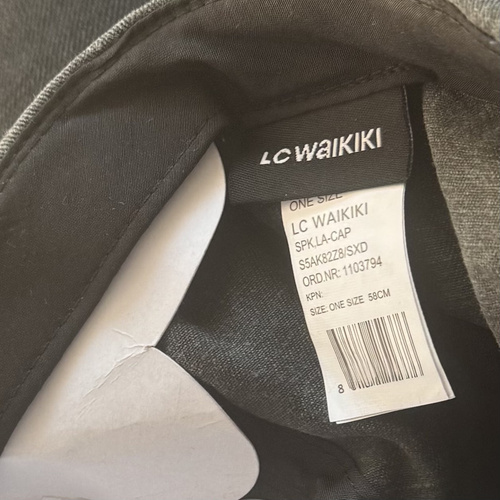 LC WAIKIKI
ONE SIZE
LC WAIKIKI
SPK.LA-CAP
S5AK82Z8/SXD
ORD.NR: 1103794
KPN:
SIZE: ONE SIZE 58CM
8